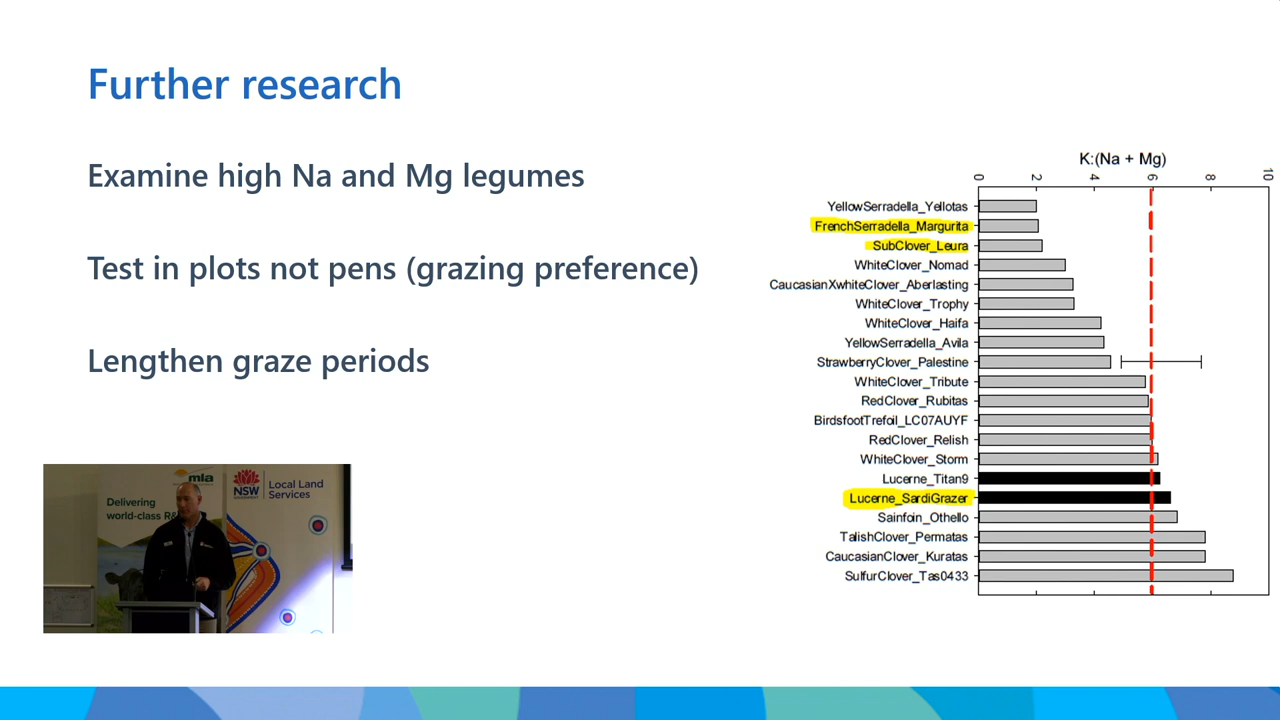 Further research
Examine high Na and Mg legumes
Test in plots not pens (grazing preference)
Lengthen graze periods
K:(Na + Mg)
0 2 4 6 8 10
YellowSerradella_Yellotas
FrenchSerradella_Margurita
SubClover_Leura
WhiteClover_Nomad
CaucasianXwhiteClover_Aberlasting
WhiteClover_Trophy
WhiteClover_Haifa
YellowSerradella_Avila
StrawberryClover_Palestine
WhiteClover_Tribute
RedClover_Rubitas
BirdsfootTrefoil_LC07AUYF
RedClover_Relish
WhiteClover_Storm
Lucerne_Titan9
Lucerne_SardiGrazer
Sainfoin_Othello
TalishClover_Permatas
CaucasianClover_Kuratas
SulfurClover_Tas0433
mla
Delivering
world-class R&
NSW
GOVERNMENT
Local Land
Services